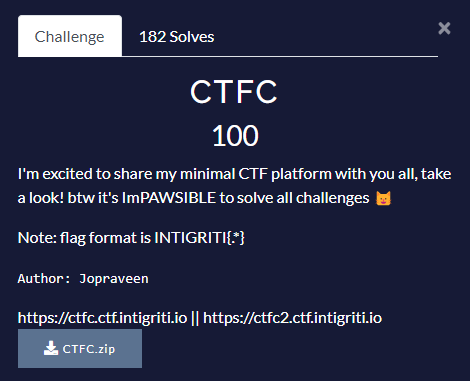 Challenge
182 Solves
×
CTFC
100
I'm excited to share my minimal CTF platform with you all, take
a look! btw it's ImPAWSIBLE to solve all challenges 😼
Note: flag format is INTIGRITI{.*}
Author: Jopraveen
https://ctfc.ctf.intigriti.io || https://ctfc2.ctf.intigriti.io
CTFC.zip